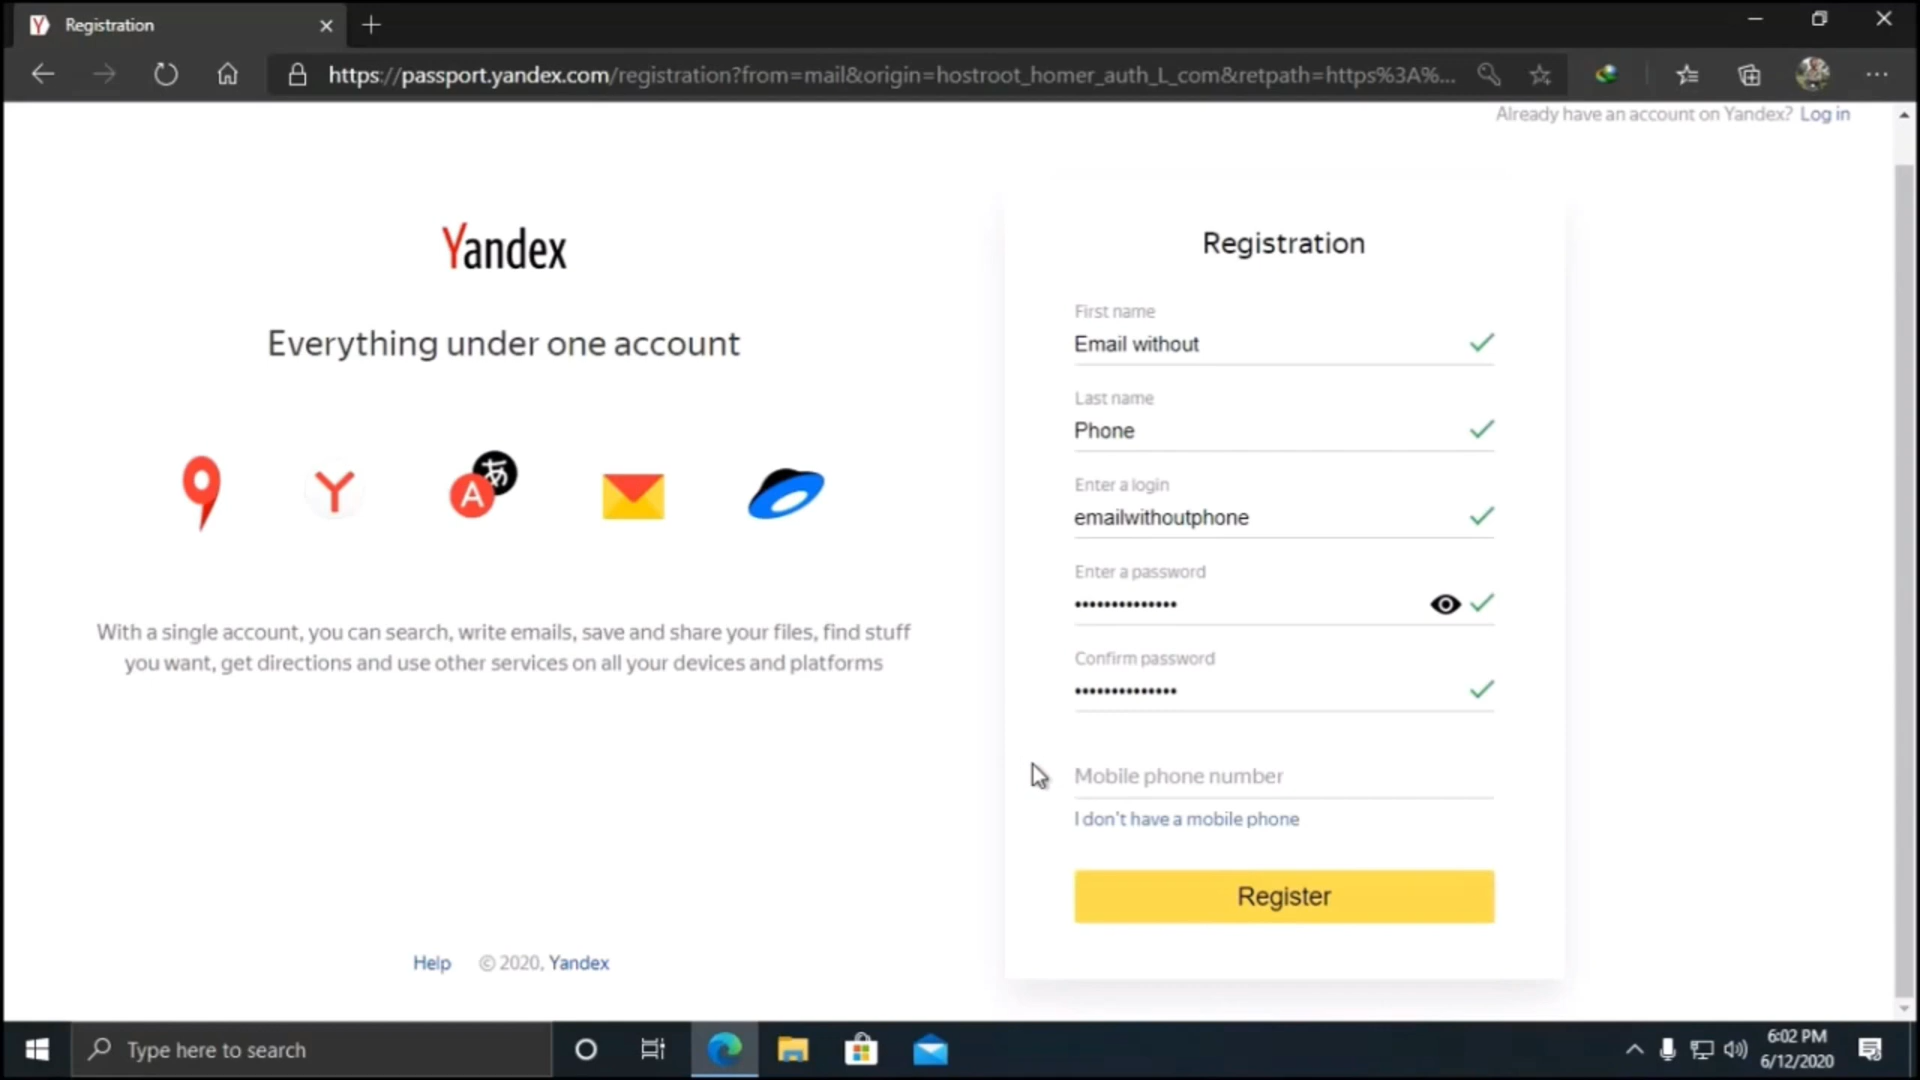 Registration
https://passport.yandex.com/registration?from=mail&origin=hostroot_homer_auth_L_com&retpath=https%3A%...
Already have an account on Yandex? Log in
Yandex
Everything under one account
Y
A あ
With a single account, you can search, write emails, save and share your files, find stuff
you want, get directions and use other services on all your devices and platforms
Help © 2020, Yandex
Registration
First name
Email without
Last name
Phone
Enter a login
emailwithoutphone
Enter a password
••••••••••••••
Confirm password
••••••••••••••
Mobile phone number
I don't have a mobile phone
Register
Type here to search
6:02 PM
6/12/2020